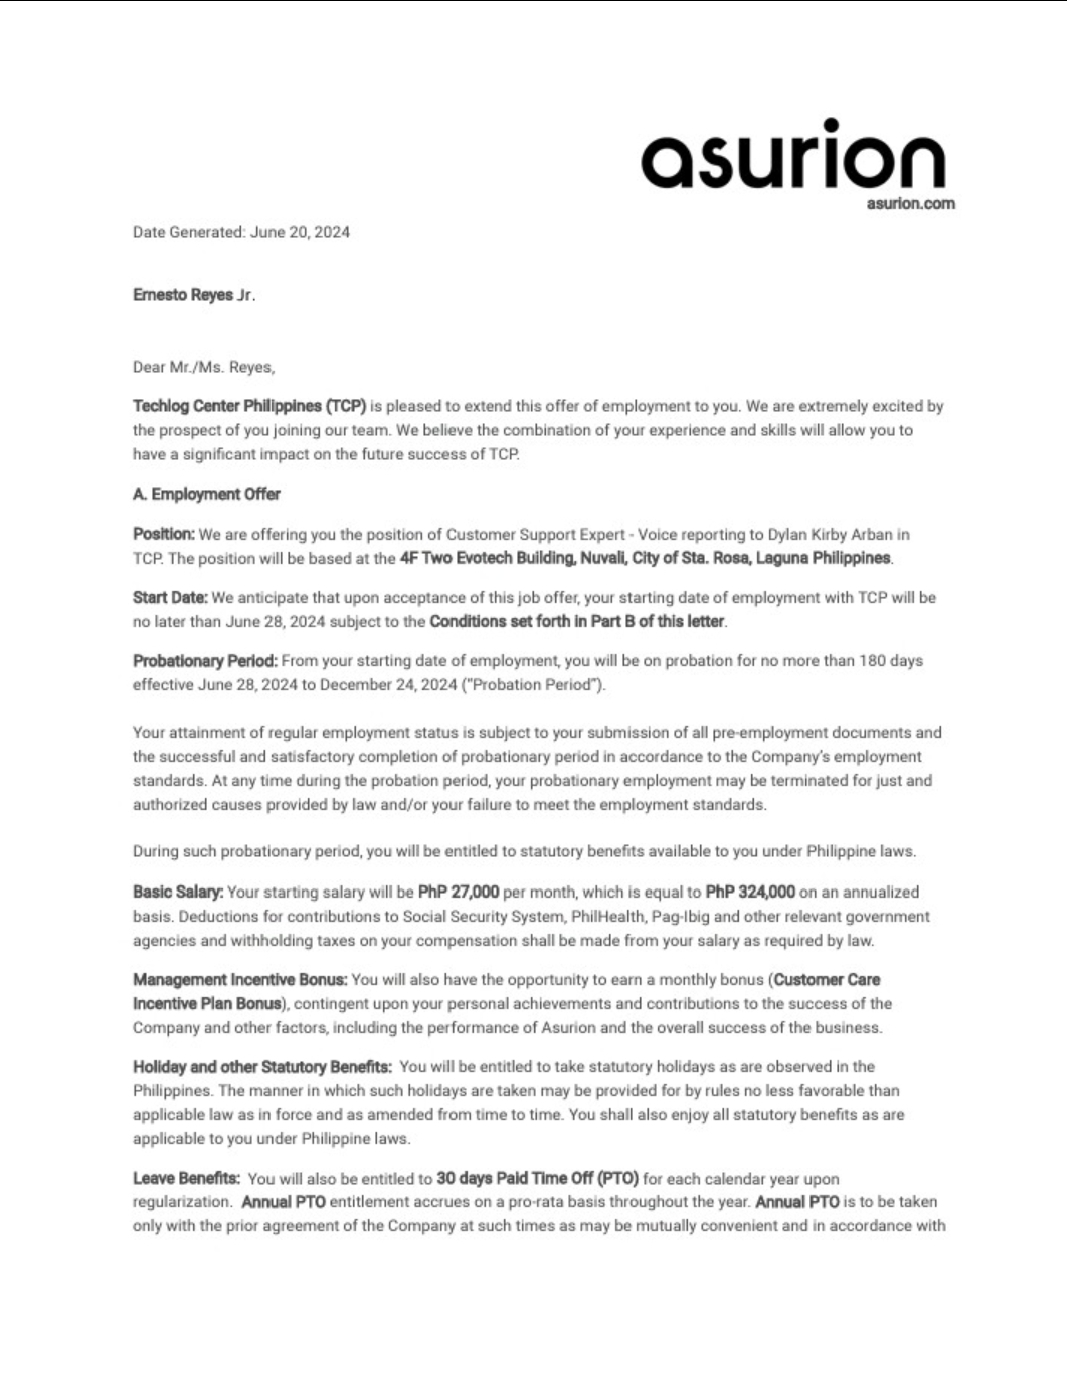 asurion
asurion.com
Date Generated: June 20, 2024
Ernesto Reyes Jr.
Dear Mr./Ms. Reyes,
Techlog Center Philippines (TCP) is pleased to extend this offer of employment to you. We are extremely excited by
the prospect of you joining our team. We believe the combination of your experience and skills will allow you to
have a significant impact on the future success of TCP.
A. Employment Offer
Position: We are offering you the position of Customer Support Expert - Voice reporting to Dylan Kirby Arban in
TCP. The position will be based at the 4F Two Evotech Building, Nuvali, City of Sta. Rosa, Laguna Philippines.
Start Date: We anticipate that upon acceptance of this job offer, your starting date of employment with TCP will be
no later than June 28, 2024 subject to the Conditions set forth in Part B of this letter.
Probationary Period: From your starting date of employment, you will be on probation for no more than 180 days
effective June 28, 2024 to December 24, 2024 (“Probation Period”).
Your attainment of regular employment status is subject to your submission of all pre-employment documents and
the successful and satisfactory completion of probationary period in accordance to the Company’s employment
standards. At any time during the probation period, your probationary employment may be terminated for just and
authorized causes provided by law and/or your failure to meet the employment standards.
During such probationary period, you will be entitled to statutory benefits available to you under Philippine laws.
Basic Salary: Your starting salary will be PhP 27,000 per month, which is equal to PhP 324,000 on an annualized
basis. Deductions for contributions to Social Security System, PhilHealth, Pag-Ibig and other relevant government
agencies and withholding taxes on your compensation shall be made from your salary as required by law.
Management Incentive Bonus: You will also have the opportunity to earn a monthly bonus (Customer Care
Incentive Plan Bonus), contingent upon your personal achievements and contributions to the success of the
Company and other factors, including the performance of Asurion and the overall success of the business.
Holiday and other Statutory Benefits: You will be entitled to take statutory holidays as are observed in the
Philippines. The manner in which such holidays are taken may be provided for by rules no less favorable than
applicable law as in force and as amended from time to time. You shall also enjoy all statutory benefits as are
applicable to you under Philippine laws.
Leave Benefits: You will also be entitled to 30 days Paid Time Off (PTO) for each calendar year upon
regularization. Annual PTO entitlement accrues on a pro-rata basis throughout the year. Annual PTO is to be taken
only with the prior agreement of the Company at such times as may be mutually convenient and in accordance with